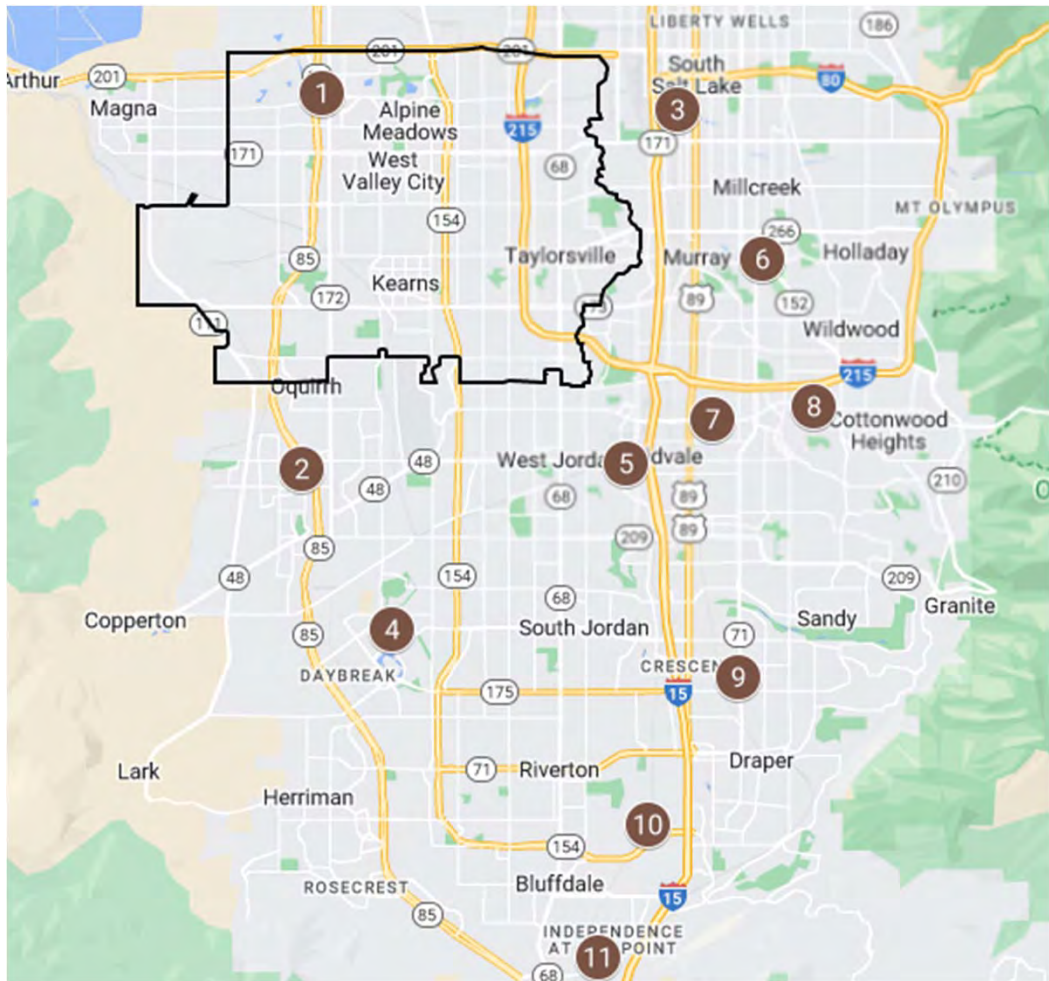 LIBERTY WELLS
186
201
201
South
Salt Lake
Arthur
201
80
Magna
1
Alpine
Meadows
3
215
171
171
West
Valley City
68
Millcreek
MT OLYMPUS
154
266
85
Taylorsville
Murray
6
Holladay
Kearns
172
89
152
Wildwood
Oquirrh
215
8
7
Cottonwood
Heights
2
48
West
5
48
68
89
210
89
209
85
48
154
68
209
Granite
Copperton
4
South Jordan
Sandy
85
71
DAYBREAK
CRESCEN
9
175
15
Lark
71
Riverton
Draper
Herriman
10
154
ROSECREST
Bluffdale
15
85
INDEPENDENCE
AT
POINT
11
68